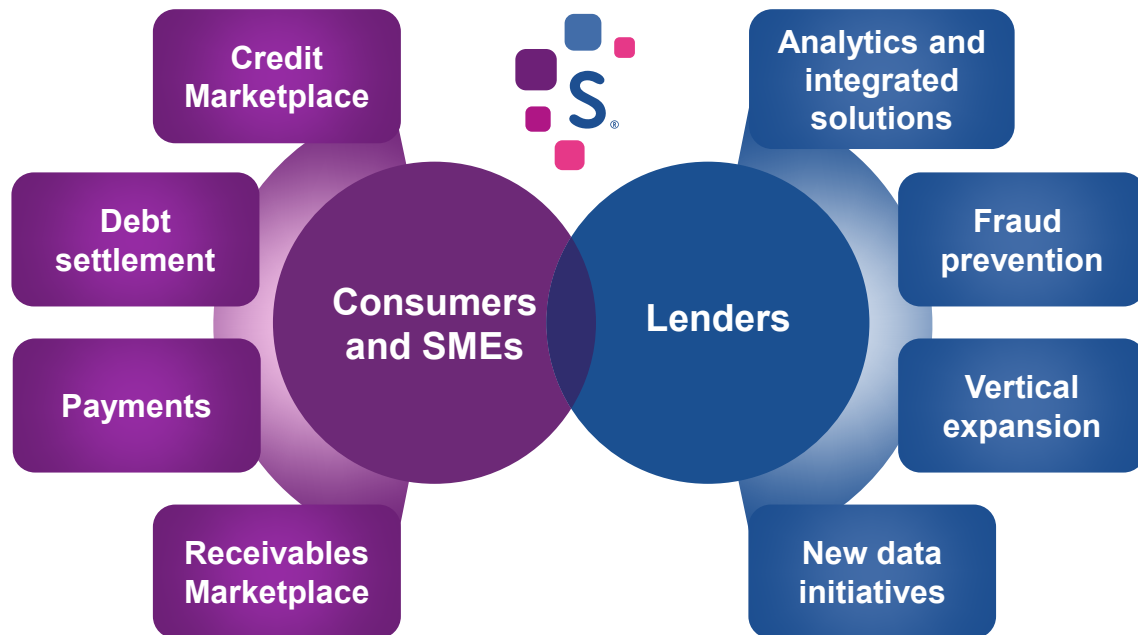 Credit
Marketplace
Debt
settlement
Payments
Receivables
Marketplace
Consumers
and SMEs
S®
Lenders
Analytics and
integrated
solutions
Fraud
prevention
Vertical
expansion
New data
initiatives